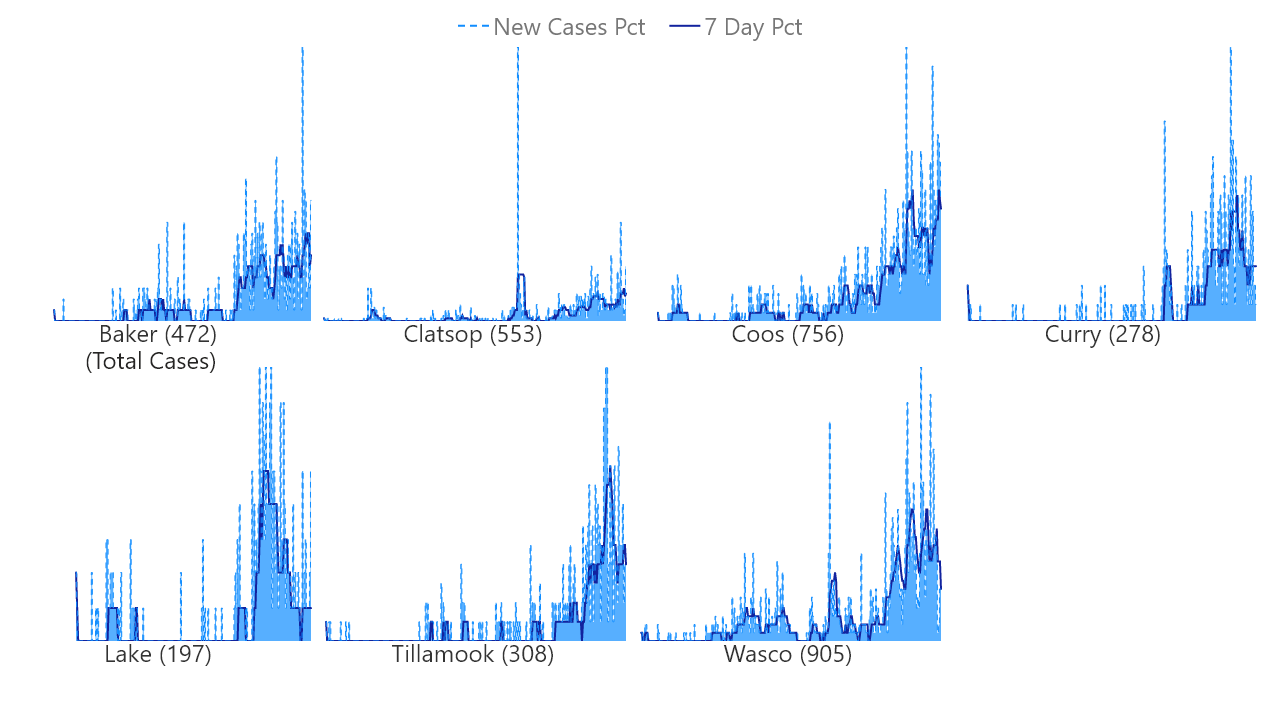 New Cases Pct 7 Day Pct
Baker (472) Clatsop (553) Coos (756) Curry (278)
(Total Cases)
Lake (197) Tillamook (308) Wasco (905)